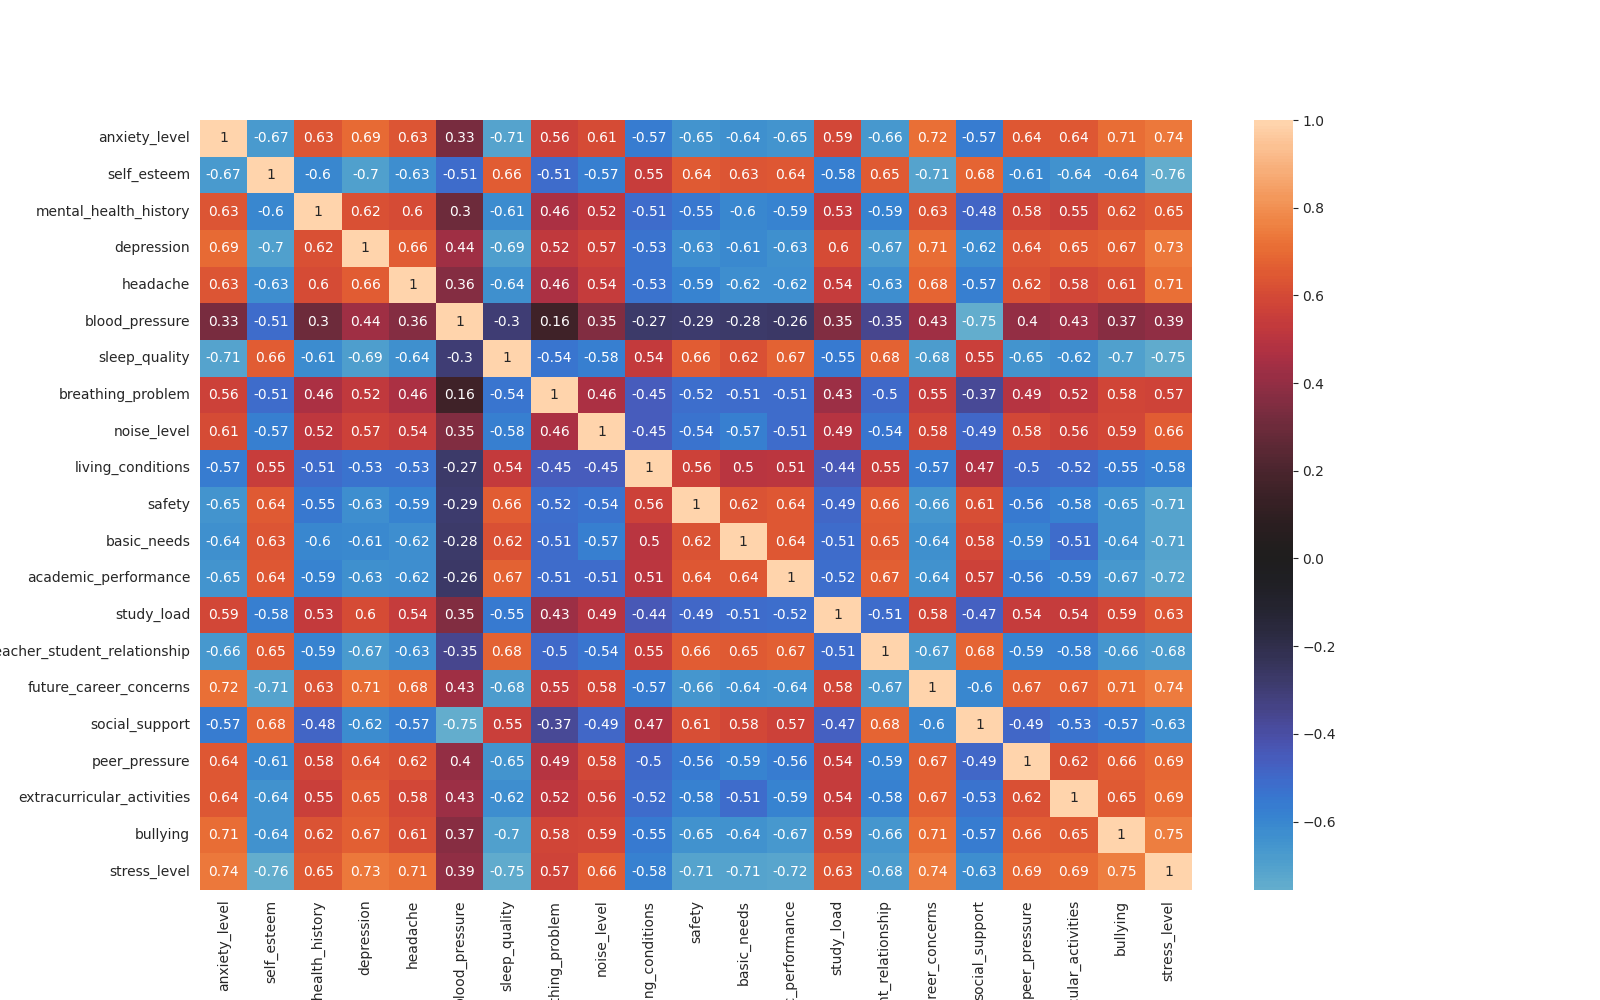 anxiety_level 1 -0.67 0.63 0.69 0.63 0.33 -0.71 0.56 0.61 -0.57 -0.65 -0.64 -0.65 0.59 -0.66 0.72 -0.57 0.64 0.64 0.71 0.74
self_esteem -0.67 1 -0.6 -0.7 -0.63 -0.51 0.66 -0.51 -0.57 0.55 0.64 0.63 0.64 -0.58 0.65 -0.71 0.68 -0.61 -0.64 -0.64 -0.76
mental_health_history 0.63 -0.6 1 0.62 0.6 0.3 -0.61 0.46 0.52 -0.51 -0.55 -0.6 -0.59 0.53 -0.59 0.63 -0.48 0.58 0.55 0.62 0.65
depression 0.69 -0.7 0.62 1 0.66 0.44 -0.69 0.52 0.57 -0.53 -0.63 -0.61 -0.63 0.6 -0.67 0.71 -0.62 0.64 0.65 0.67 0.73
headache 0.63 -0.63 0.6 0.66 1 0.36 -0.64 0.46 0.54 -0.53 -0.59 -0.62 -0.62 0.54 -0.63 0.68 -0.57 0.62 0.58 0.61 0.71
blood_pressure 0.33 -0.51 0.3 0.44 0.36 1 -0.3 0.16 0.35 -0.27 -0.29 -0.28 -0.26 0.35 -0.35 0.43 -0.75 0.4 0.43 0.37 0.39
sleep_quality -0.71 0.66 -0.61 -0.69 -0.64 -0.3 1 -0.54 -0.58 0.54 0.66 0.62 0.67 -0.55 0.68 -0.68 0.55 -0.65 -0.62 -0.7 -0.75
breathing_problem 0.56 -0.51 0.46 0.52 0.46 0.16 -0.54 1 0.46 -0.45 -0.52 -0.51 -0.51 0.43 -0.5 0.55 -0.37 0.49 0.52 0.58 0.57
noise_level 0.61 -0.57 0.52 0.57 0.54 0.35 -0.58 0.46 1 -0.45 -0.54 -0.57 -0.51 0.49 -0.54 0.58 -0.49 0.58 0.56 0.59 0.66
living_conditions -0.57 0.55 -0.51 -0.53 -0.53 -0.27 0.54 -0.45 -0.45 1 0.56 0.5 0.51 -0.44 0.55 -0.57 0.47 -0.5 -0.52 -0.55 -0.58
safety -0.65 0.64 -0.55 -0.63 -0.59 -0.29 0.66 -0.52 -0.54 0.56 1 0.62 0.64 -0.49 0.66 -0.66 0.61 -0.56 -0.58 -0.65 -0.71
basic_needs -0.64 0.63 -0.6 -0.61 -0.62 -0.28 0.62 -0.51 -0.57 0.5 0.62 1 0.64 -0.51 0.65 -0.64 0.58 -0.59 -0.51 -0.64 -0.71
academic_performance -0.65 0.64 -0.59 -0.63 -0.62 -0.26 0.67 -0.51 -0.51 0.51 0.64 0.64 1 -0.52 0.67 -0.64 0.57 -0.56 -0.59 -0.67 -0.72
study_load 0.59 -0.58 0.53 0.6 0.54 0.35 -0.55 0.43 0.49 -0.44 -0.49 -0.51 -0.52 1 -0.51 0.58 -0.47 0.54 0.54 0.59 0.63
eacher_student_relationship -0.66 0.65 -0.59 -0.67 -0.63 -0.35 0.68 -0.5 -0.54 0.55 0.66 0.65 0.67 -0.51 1 -0.67 0.68 -0.59 -0.58 -0.66 -0.68
future_career_concerns 0.72 -0.71 0.63 0.71 0.68 0.43 -0.68 0.55 0.58 -0.57 -0.66 -0.64 -0.64 0.58 -0.67 1 -0.6 0.67 0.67 0.71 0.74
social_support -0.57 0.68 -0.48 -0.62 -0.57 -0.75 0.55 -0.37 -0.49 0.47 0.61 0.58 0.57 -0.47 0.68 -0.6 1 -0.49 -0.53 -0.57 -0.63
peer_pressure 0.64 -0.61 0.58 0.64 0.62 0.4 -0.65 0.49 0.58 -0.5 -0.56 -0.59 -0.56 0.54 -0.59 0.67 -0.49 1 0.62 0.66 0.69
extracurricular_activities 0.64 -0.64 0.55 0.65 0.58 0.43 -0.62 0.52 0.56 -0.52 -0.58 -0.51 -0.59 0.54 -0.58 0.67 -0.53 0.62 1 0.65 0.69
bullying 0.71 -0.64 0.62 0.67 0.61 0.37 -0.7 0.58 0.59 -0.55 -0.65 -0.64 -0.67 0.59 -0.66 0.71 -0.57 0.66 0.65 1 0.75
stress_level 0.74 -0.76 0.65 0.73 0.71 0.39 -0.75 0.57 0.66 -0.58 -0.71 -0.71 -0.72 0.63 -0.68 0.74 -0.63 0.69 0.69 0.75 1
anxiety_level
self_esteem
health_history
depression
headache
blood_pressure
sleep_quality
thing_problem
noise_level
ng_conditions
safety
basic_needs
_performance
study_load
nt_relationship
reer_concerns
social_support
peer_pressure
cular_activities
bullying
stress_level
1.0
0.8
0.6
0.4
0.2
0.0
−0.2
−0.4
−0.6